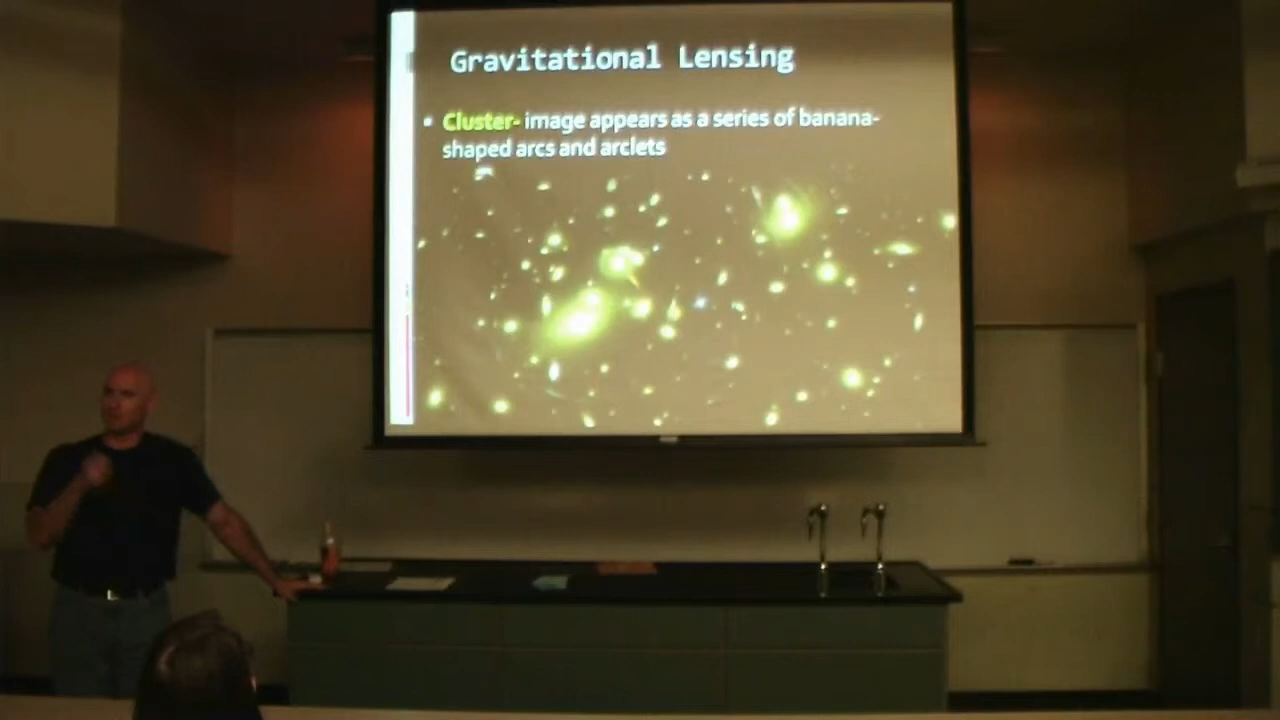 Gravitational Lensing
• Cluster- image appears as a series of banana-
shaped arcs and arclets